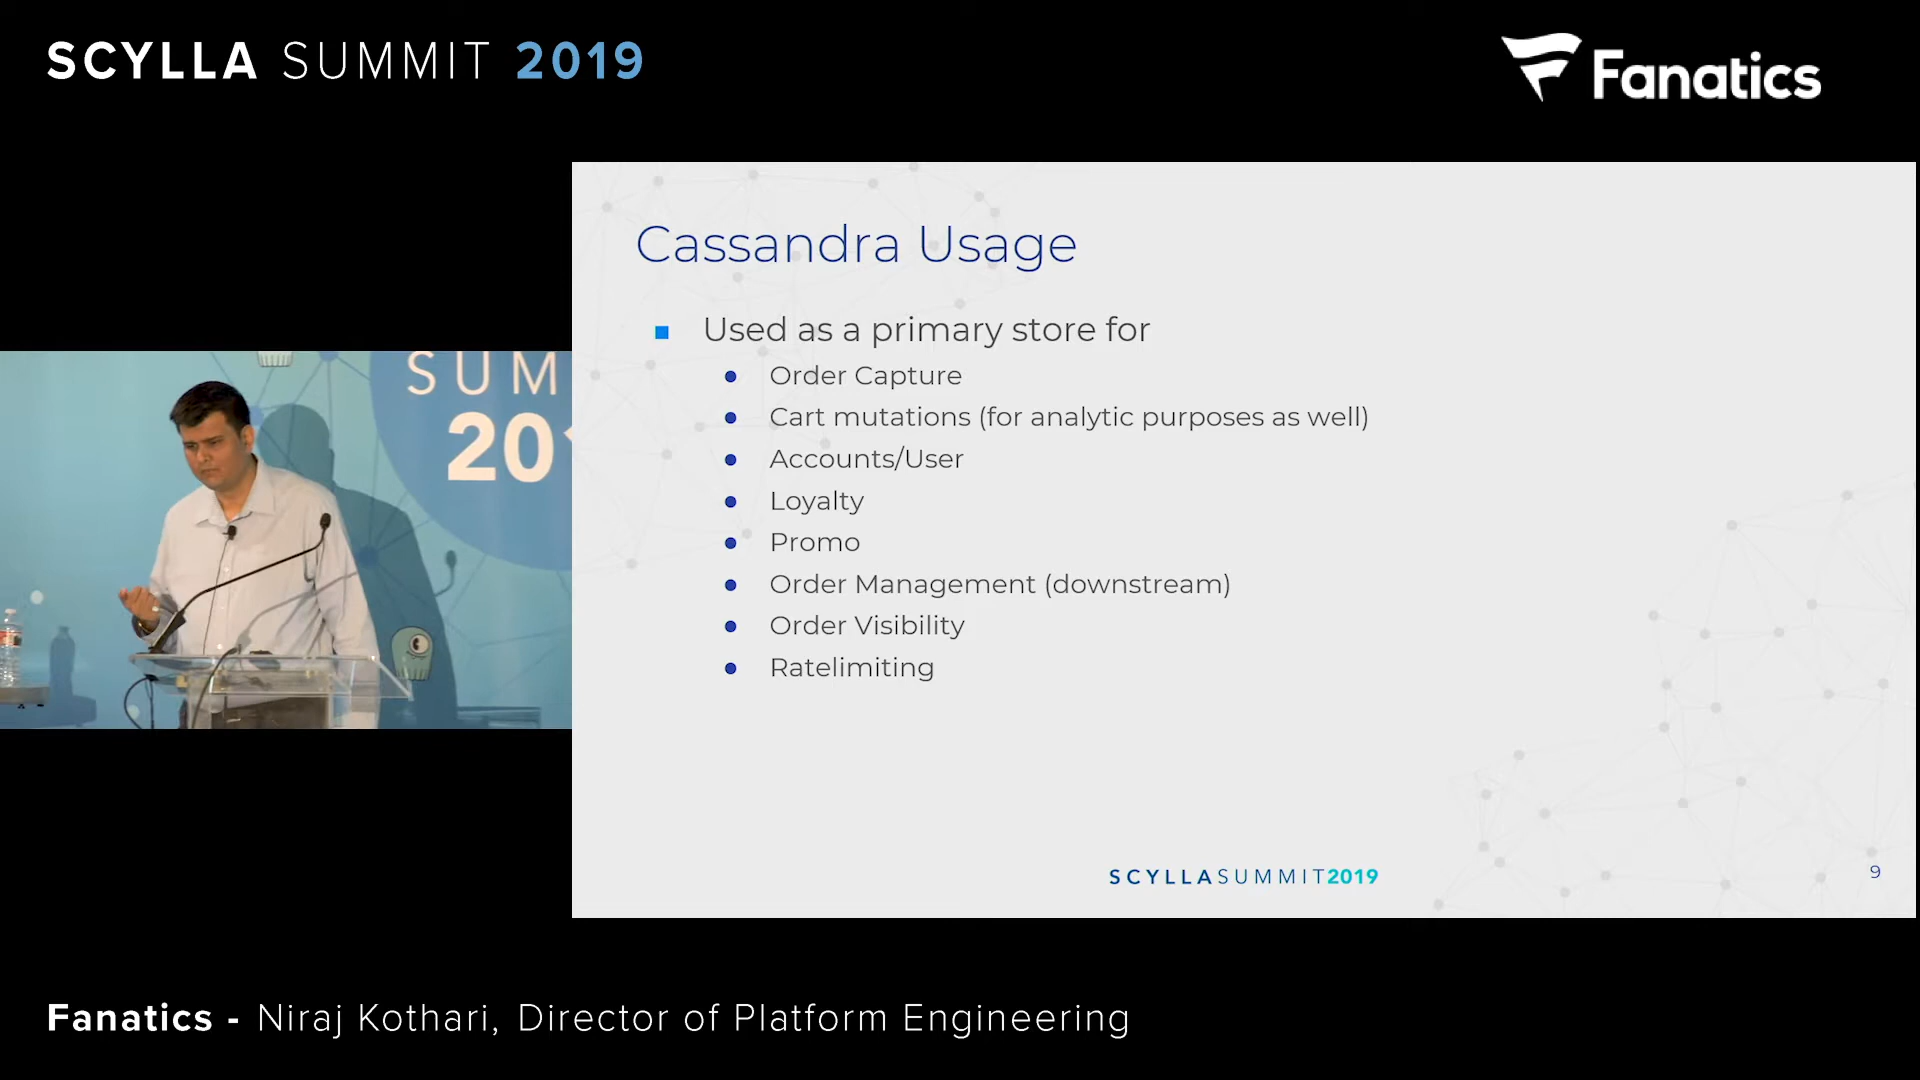 SCYLLA SUMMIT 2019
Fanatics
Cassandra Usage
Used as a primary store for
Order Capture
Cart mutations (for analytic purposes as well)
Accounts/User
Loyalty
Promo
Order Management (downstream)
Order Visibility
Ratelimiting
SUM
201
SCYLLASUMMIT2019
9
Fanatics - Niraj Kothari, Director of Platform Engineering